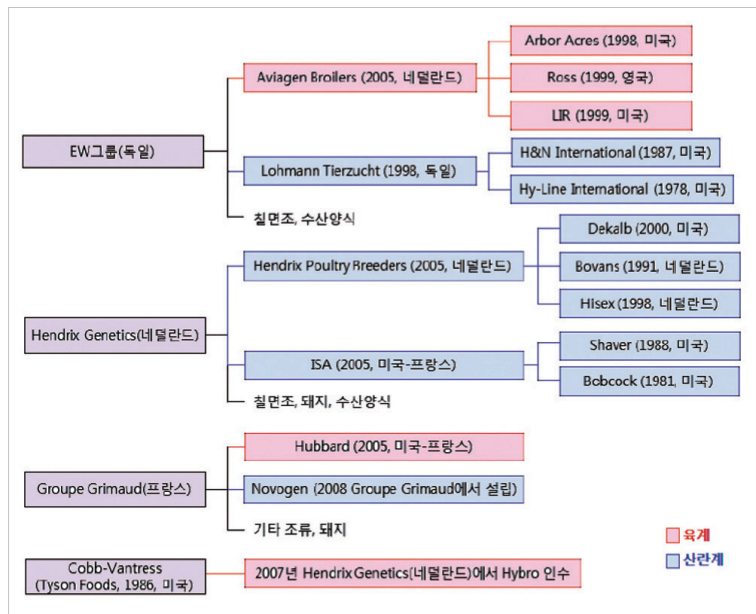 Arbor Acres (1998, 미국)
Aviagen Broilers (2005, 네덜란드)
Ross (1999, 영국)
LIR (1999, 미국)
EW그룹(독일)
H&N International (1987, 미국)
Lohmann Tierzucht (1998, 독일)
Hy-Line International (1978, 미국)
칠면조, 수산양식
Dekalb (2000, 미국)
Hendrix Poultry Breeders (2005, 네덜란드)
Bovans (1991, 네덜란드)
Hisex (1998, 네덜란드)
Hendrix Genetics(네덜란드)
Shaver (1988, 미국)
ISA (2005, 미국-프랑스)
Bobcock (1981, 미국)
칠면조, 돼지, 수산양식
Hubbard (2005, 미국-프랑스)
Groupe Grimaud(프랑스)
Novogen (2008 Groupe Grimaud에서 설립)
기타 조류, 돼지
육계
산란계
Cobb-Vantress
(Tyson Foods, 1986, 미국)
2007년 Hendrix Genetics(네덜란드)에서 Hybro 인수